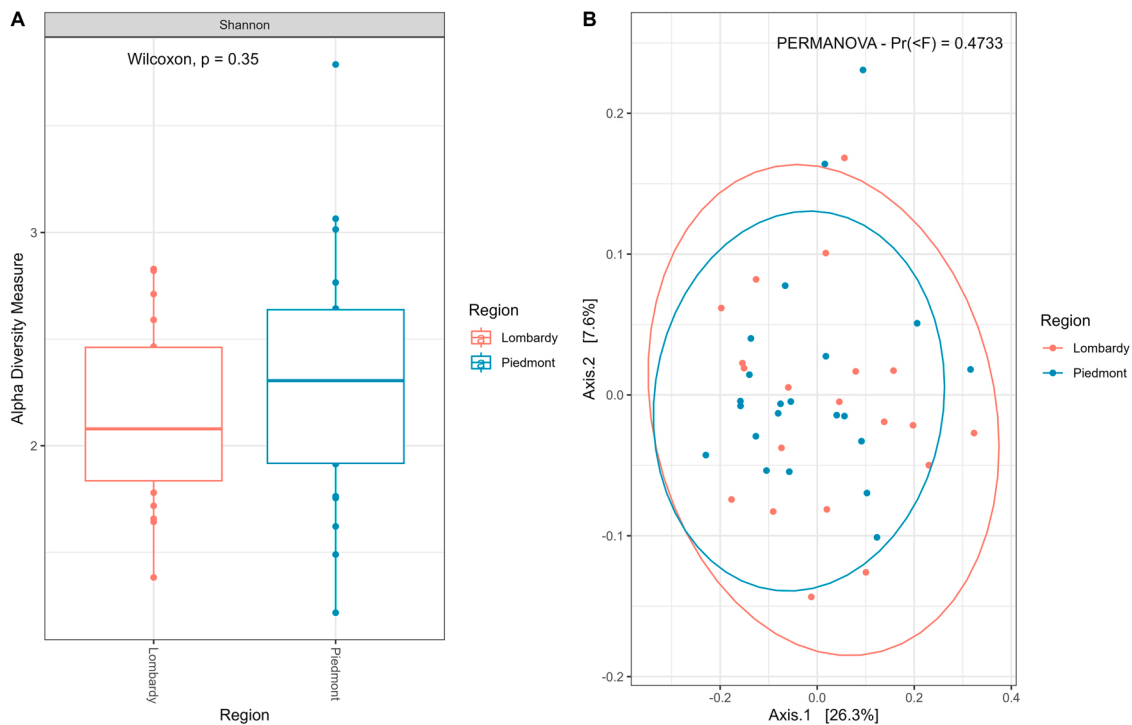 A
Shannon
Wilcoxon, p = 0.35
3
2
Alpha Diversity Measure
Lombardy
Piedmont
Region
Region
a
Lombardy
a
Piedmont
B
PERMANOVA - Pr(<F) = 0.4733
0.2
0.1
0.0
-0.1
-0.2
Axis.2 [7.6%]
-0.2
0.0
0.2
0.4
Axis.1 [26.3%]
Region
Lombardy
Piedmont